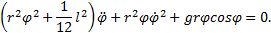 (r²φ² + 1/12 l²) φ̈ + r²φφ̇² + grφcosφ = 0.